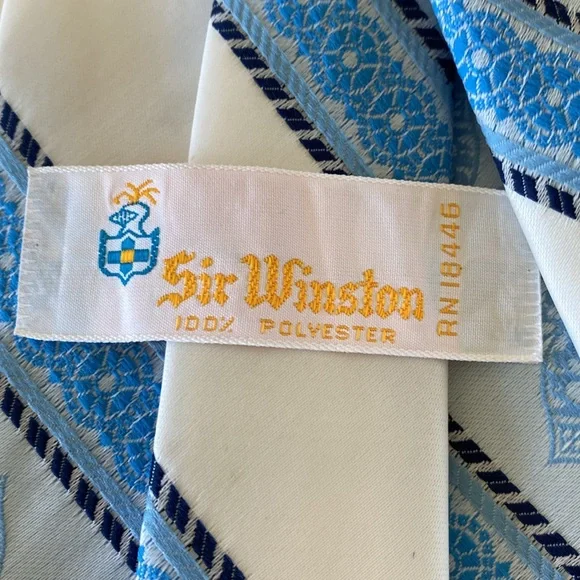 Sir Winston
100% POLYESTER
RN 18446